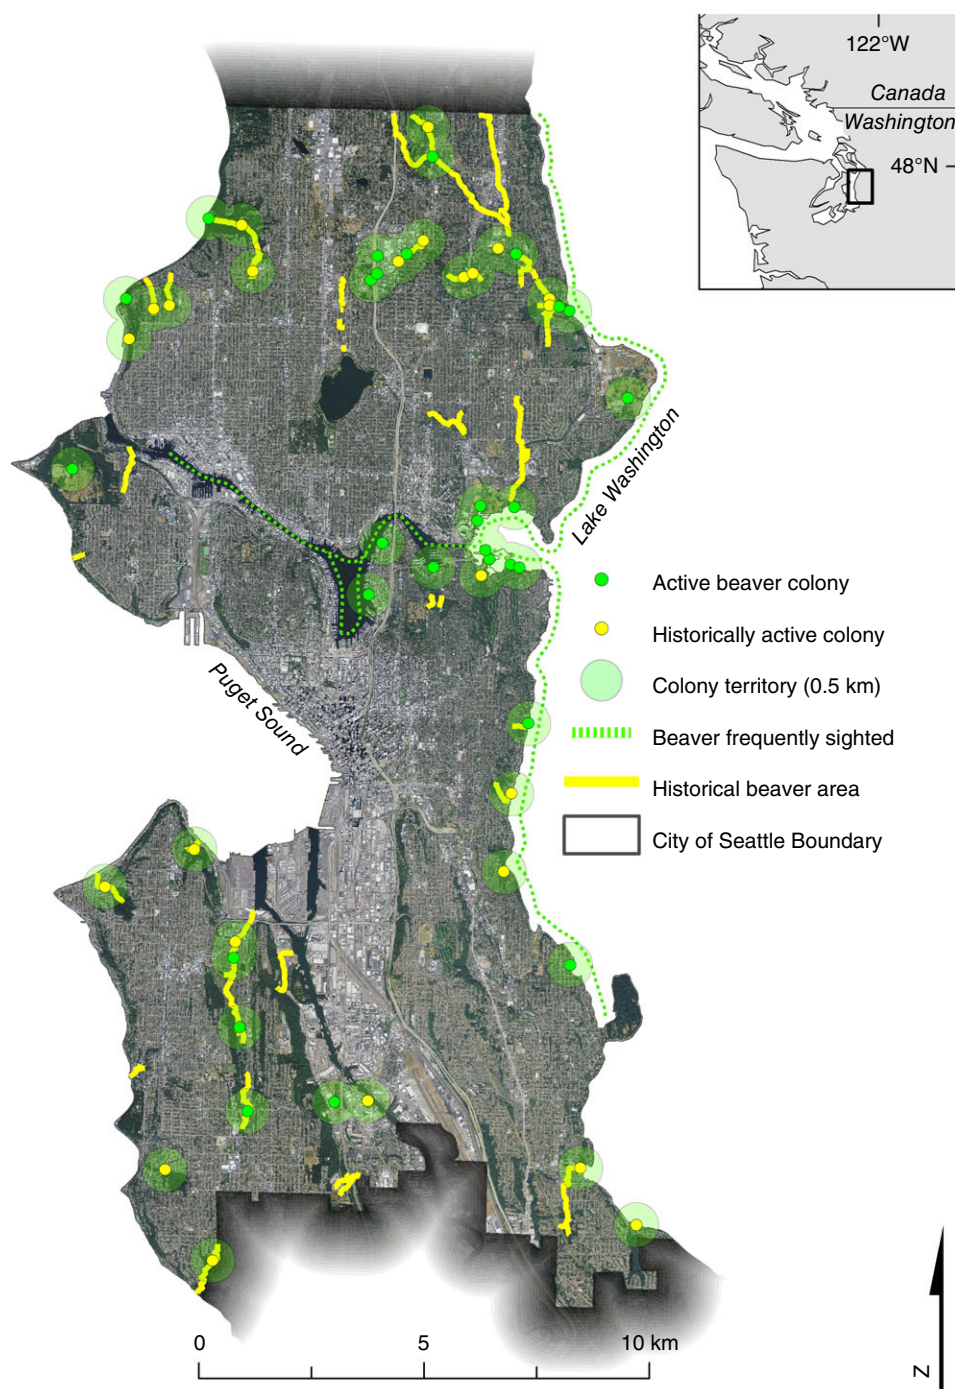 122°W
Canada
Washington
48°N
Lake Washington
Active beaver colony
Historically active colony
Colony territory (0.5 km)
Puget Sound
Beaver frequently sighted
Historical beaver area
City of Seattle Boundary
0 5 10 km
N